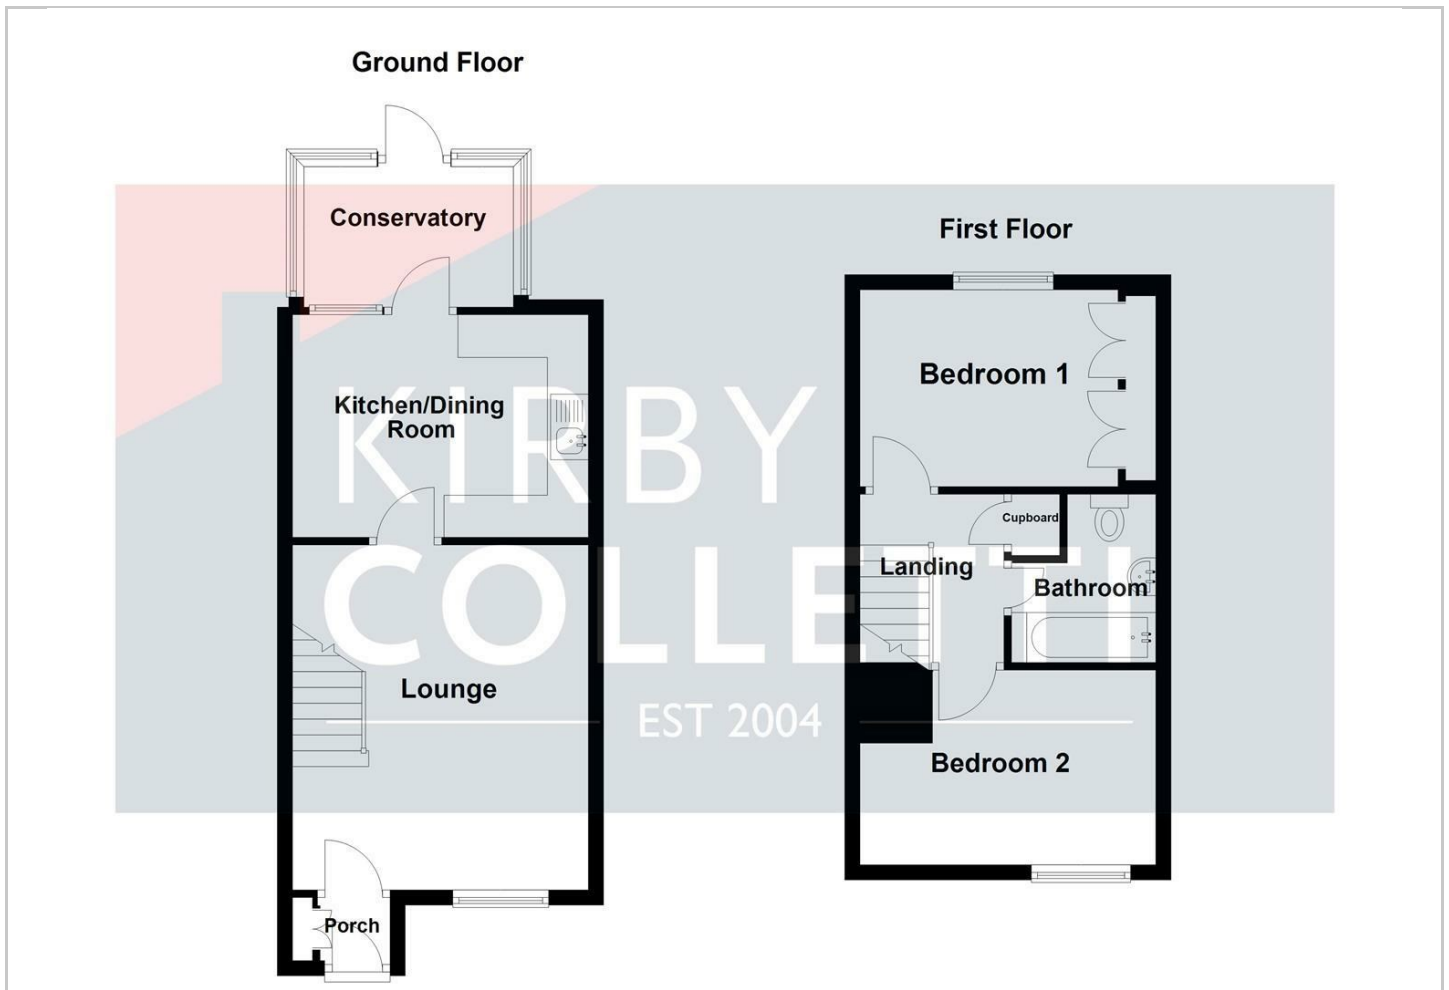 Ground Floor
Conservatory
Kitchen/Dining
Room
Lounge
Porch
First Floor
Bedroom 1
Cupboard
Landing
Bathroom
Bedroom 2
KIRBY
COLLETTI
EST 2004